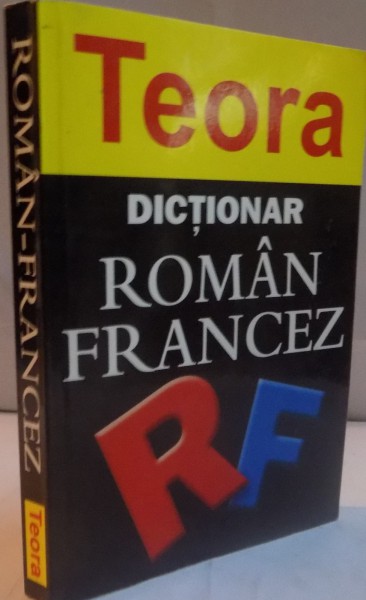 Teora
DICȚIONAR
ROMÂN
FRANCEZ
RF
ROMÂN-FRANCEZ
Teora